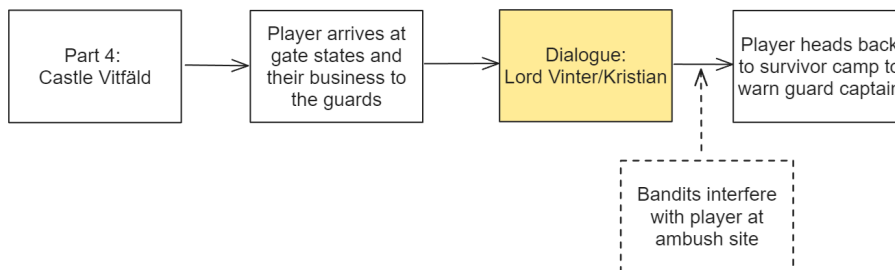 Part 4:
Castle Vitfäld
Player arrives at
gate states and
their business to
the guards
Dialogue:
Lord Vinter/Kristian
Player heads back
to survivor camp to
warn guard captain
Bandits interfere
with player at
ambush site